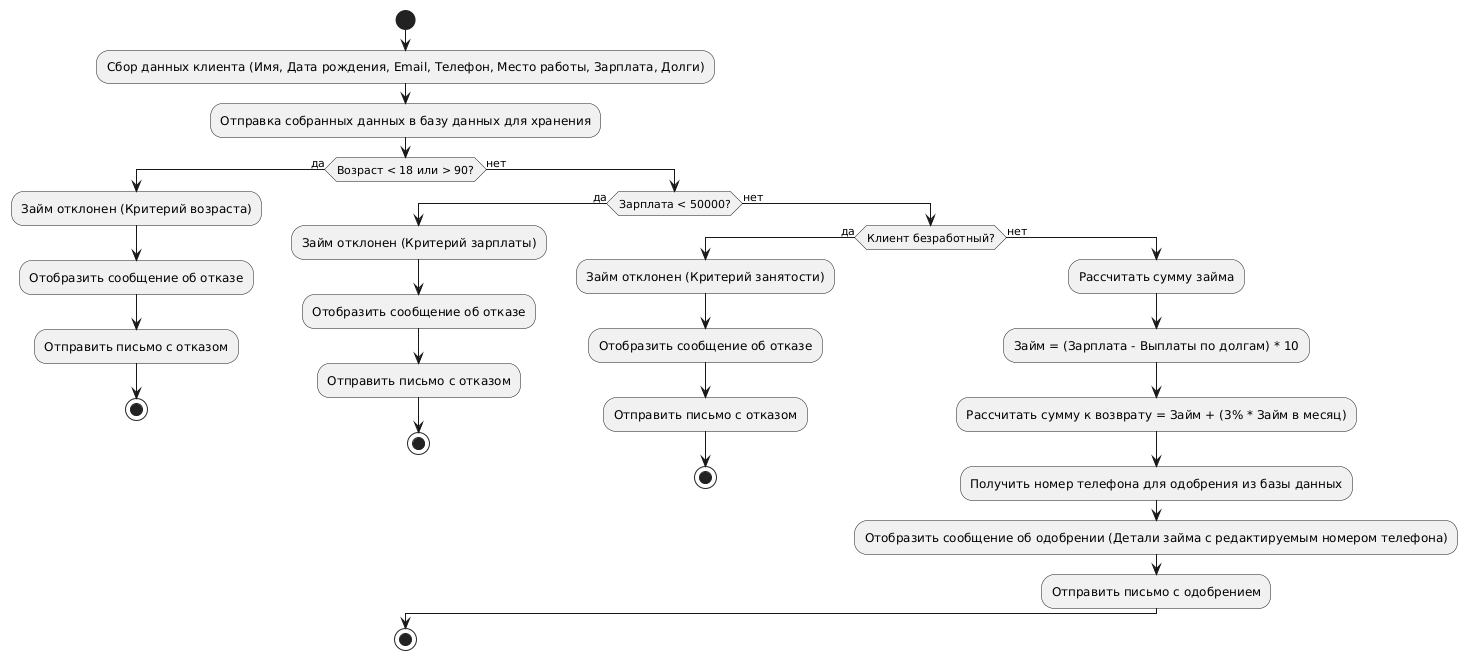 Сбор данных клиента (Имя, Дата рождения, Email, Телефон, Место работы, Зарплата, Долги)
Отправка собранных данных в базу данных для хранения
да
Возраст < 18 или > 90?
нет
Займ отклонен (Критерий возраста)
Отобразить сообщение об отказе
Отправить письмо с отказом
да
Зарплата < 50000?
нет
Займ отклонен (Критерий зарплаты)
Отобразить сообщение об отказе
Отправить письмо с отказом
да
Клиент безработный?
нет
Займ отклонен (Критерий занятости)
Отобразить сообщение об отказе
Отправить письмо с отказом
Рассчитать сумму займа
Займ = (Зарплата - Выплаты по долгам) * 10
Рассчитать сумму к возврату = Займ + (3% * Займ в месяц)
Получить номер телефона для одобрения из базы данных
Отобразить сообщение об одобрении (Детали займа с редактируемым номером телефона)
Отправить письмо с одобрением